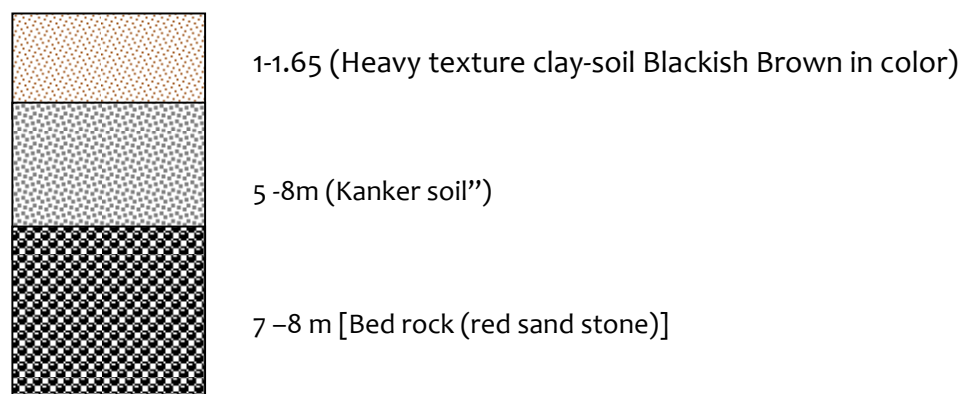 1-1.65 (Heavy texture clay-soil Blackish Brown in color)
5 -8m (Kanker soil”)
7 –8 m [Bed rock (red sand stone)]